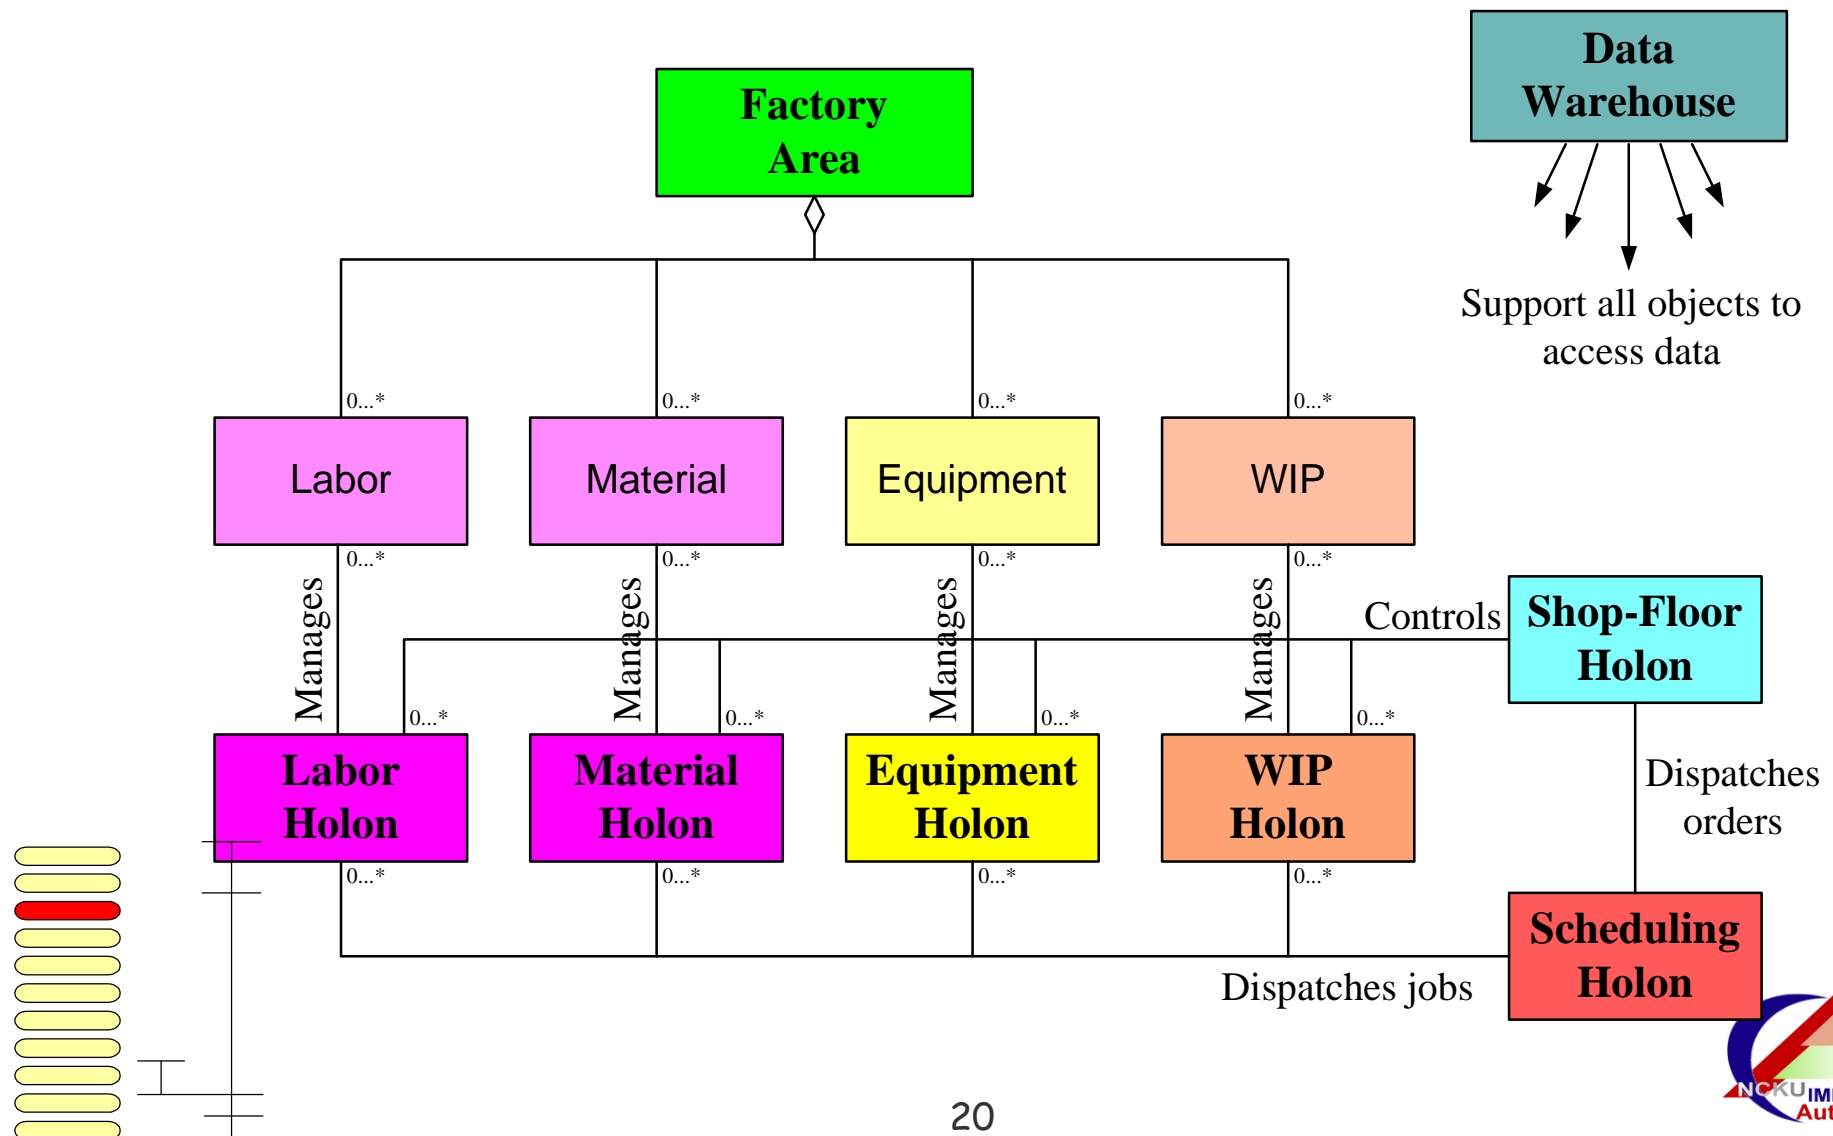 Data
Warehouse
Factory
Area
Support all objects to
access data
0...*
0...*
0...*
0...*
Labor
Material
Equipment
WIP
0...*
0...*
0...*
0...*
Manages
Manages
Manages
Manages
Controls
Shop-Floor
Holon
0...*
0...*
0...*
0...*
Labor
Holon
Material
Holon
Equipment
Holon
WIP
Holon
Dispatches
orders
0...*
0...*
0...*
0...*
Scheduling
Holon
Dispatches jobs
NCKU
Aut
20